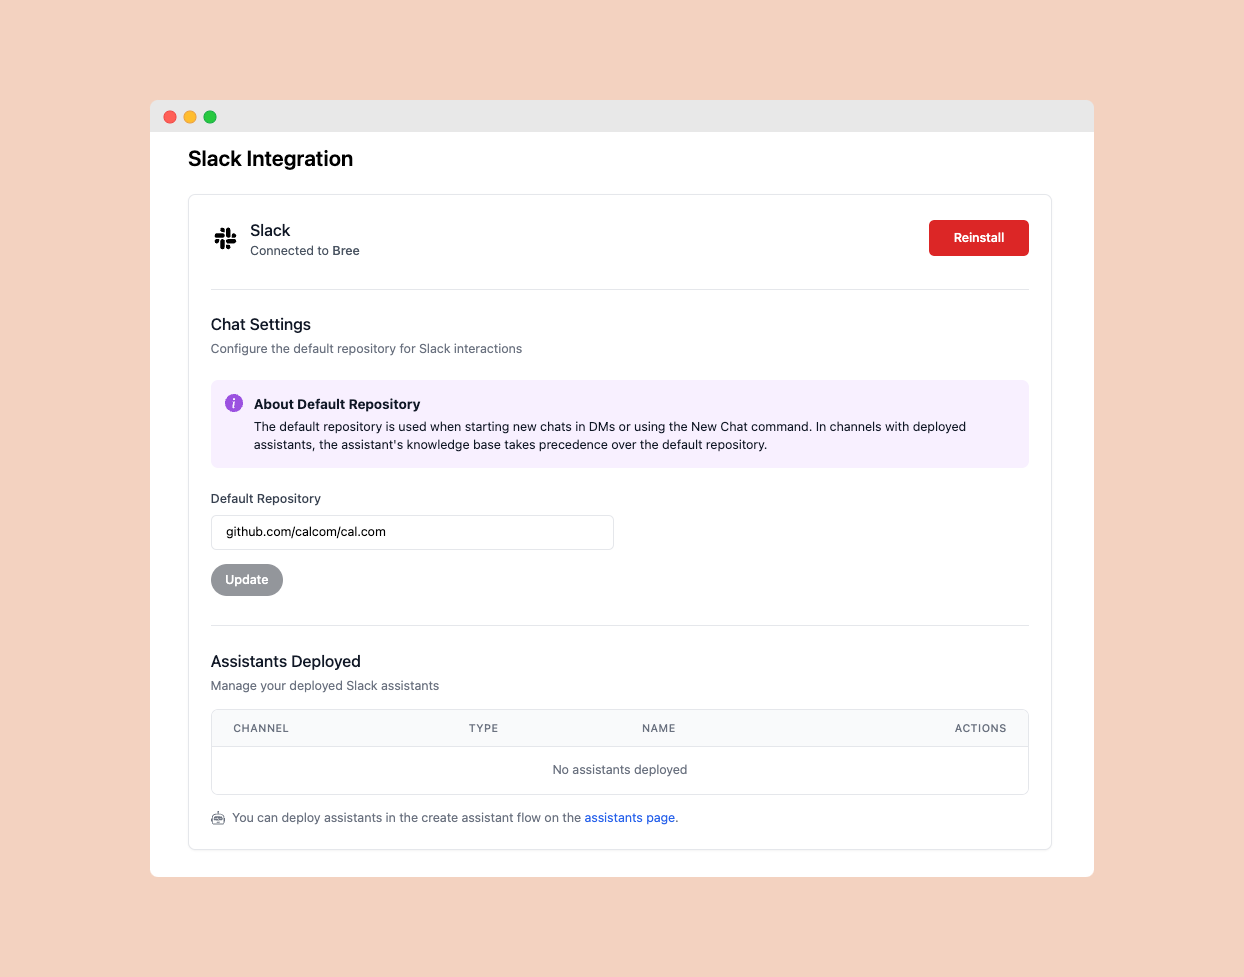 Slack Integration
Slack
Connected to Bree
Reinstall
Chat Settings
Configure the default repository for Slack interactions
i
About Default Repository
The default repository is used when starting new chats in DMs or using the New Chat command. In channels with deployed
assistants, the assistant's knowledge base takes precedence over the default repository.
Default Repository
github.com/calcom/cal.com
Update
Assistants Deployed
Manage your deployed Slack assistants
CHANNEL TYPE NAME ACTIONS
No assistants deployed
You can deploy assistants in the create assistant flow on the assistants page.